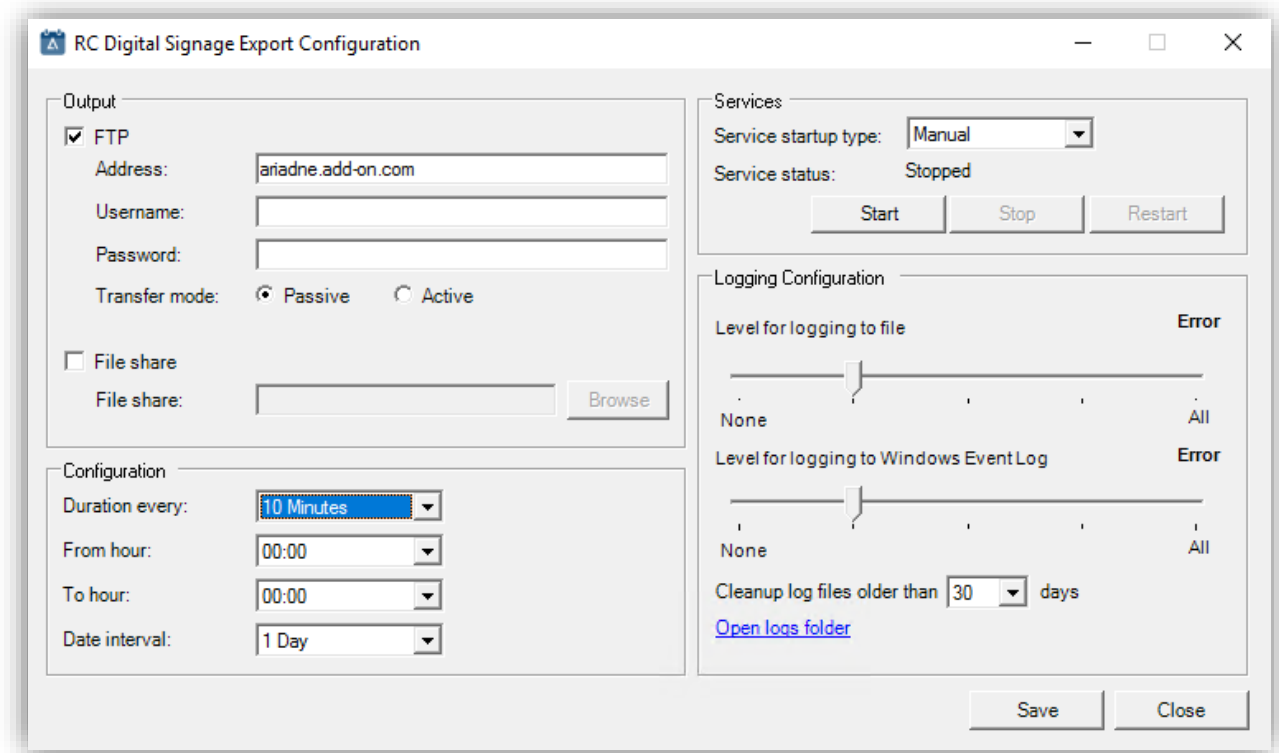 RC Digital Signage Export Configuration
Output
FTP
Address: ariadne.add-on.com
Username:
Password:
Transfer mode: Passive Active
File share
File share: Browse
Configuration
Duration every: 10 Minutes
From hour: 00:00
To hour: 00:00
Date interval: 1 Day
Services
Service startup type: Manual
Service status: Stopped
Start Stop Restart
Logging Configuration
Level for logging to file Error
None All
Level for logging to Windows Event Log Error
None All
Cleanup log files older than 30 days
Open logs folder
Save Close